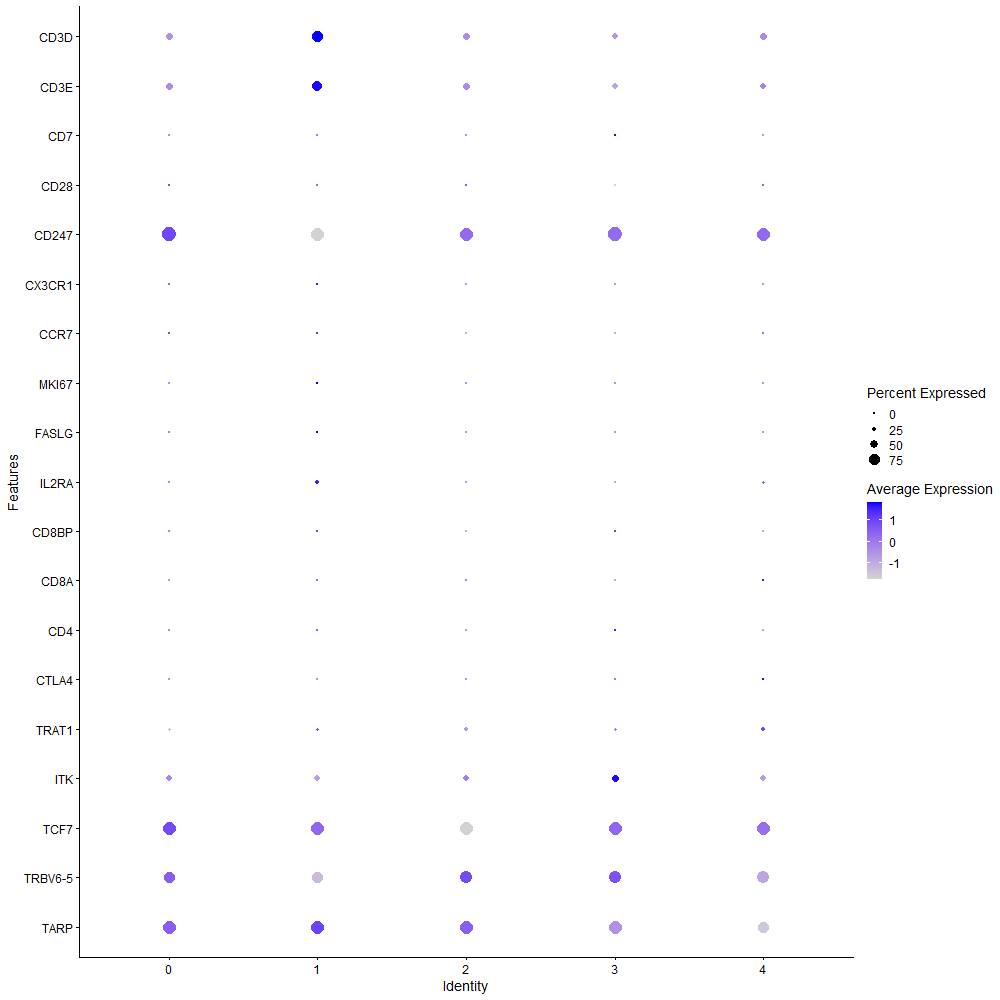 CD3D
CD3E
CD7
CD28
CD247
CX3CR1
CCR7
MKI67
FASLG
IL2RA
CD8BP
CD8A
CD4
CTLA4
TRAT1
ITK
TCF7
TRBV6-5
TARP
Features
0 1 2 3 4
Identity
Percent Expressed
0
25
50
75
Average Expression
1
0
-1